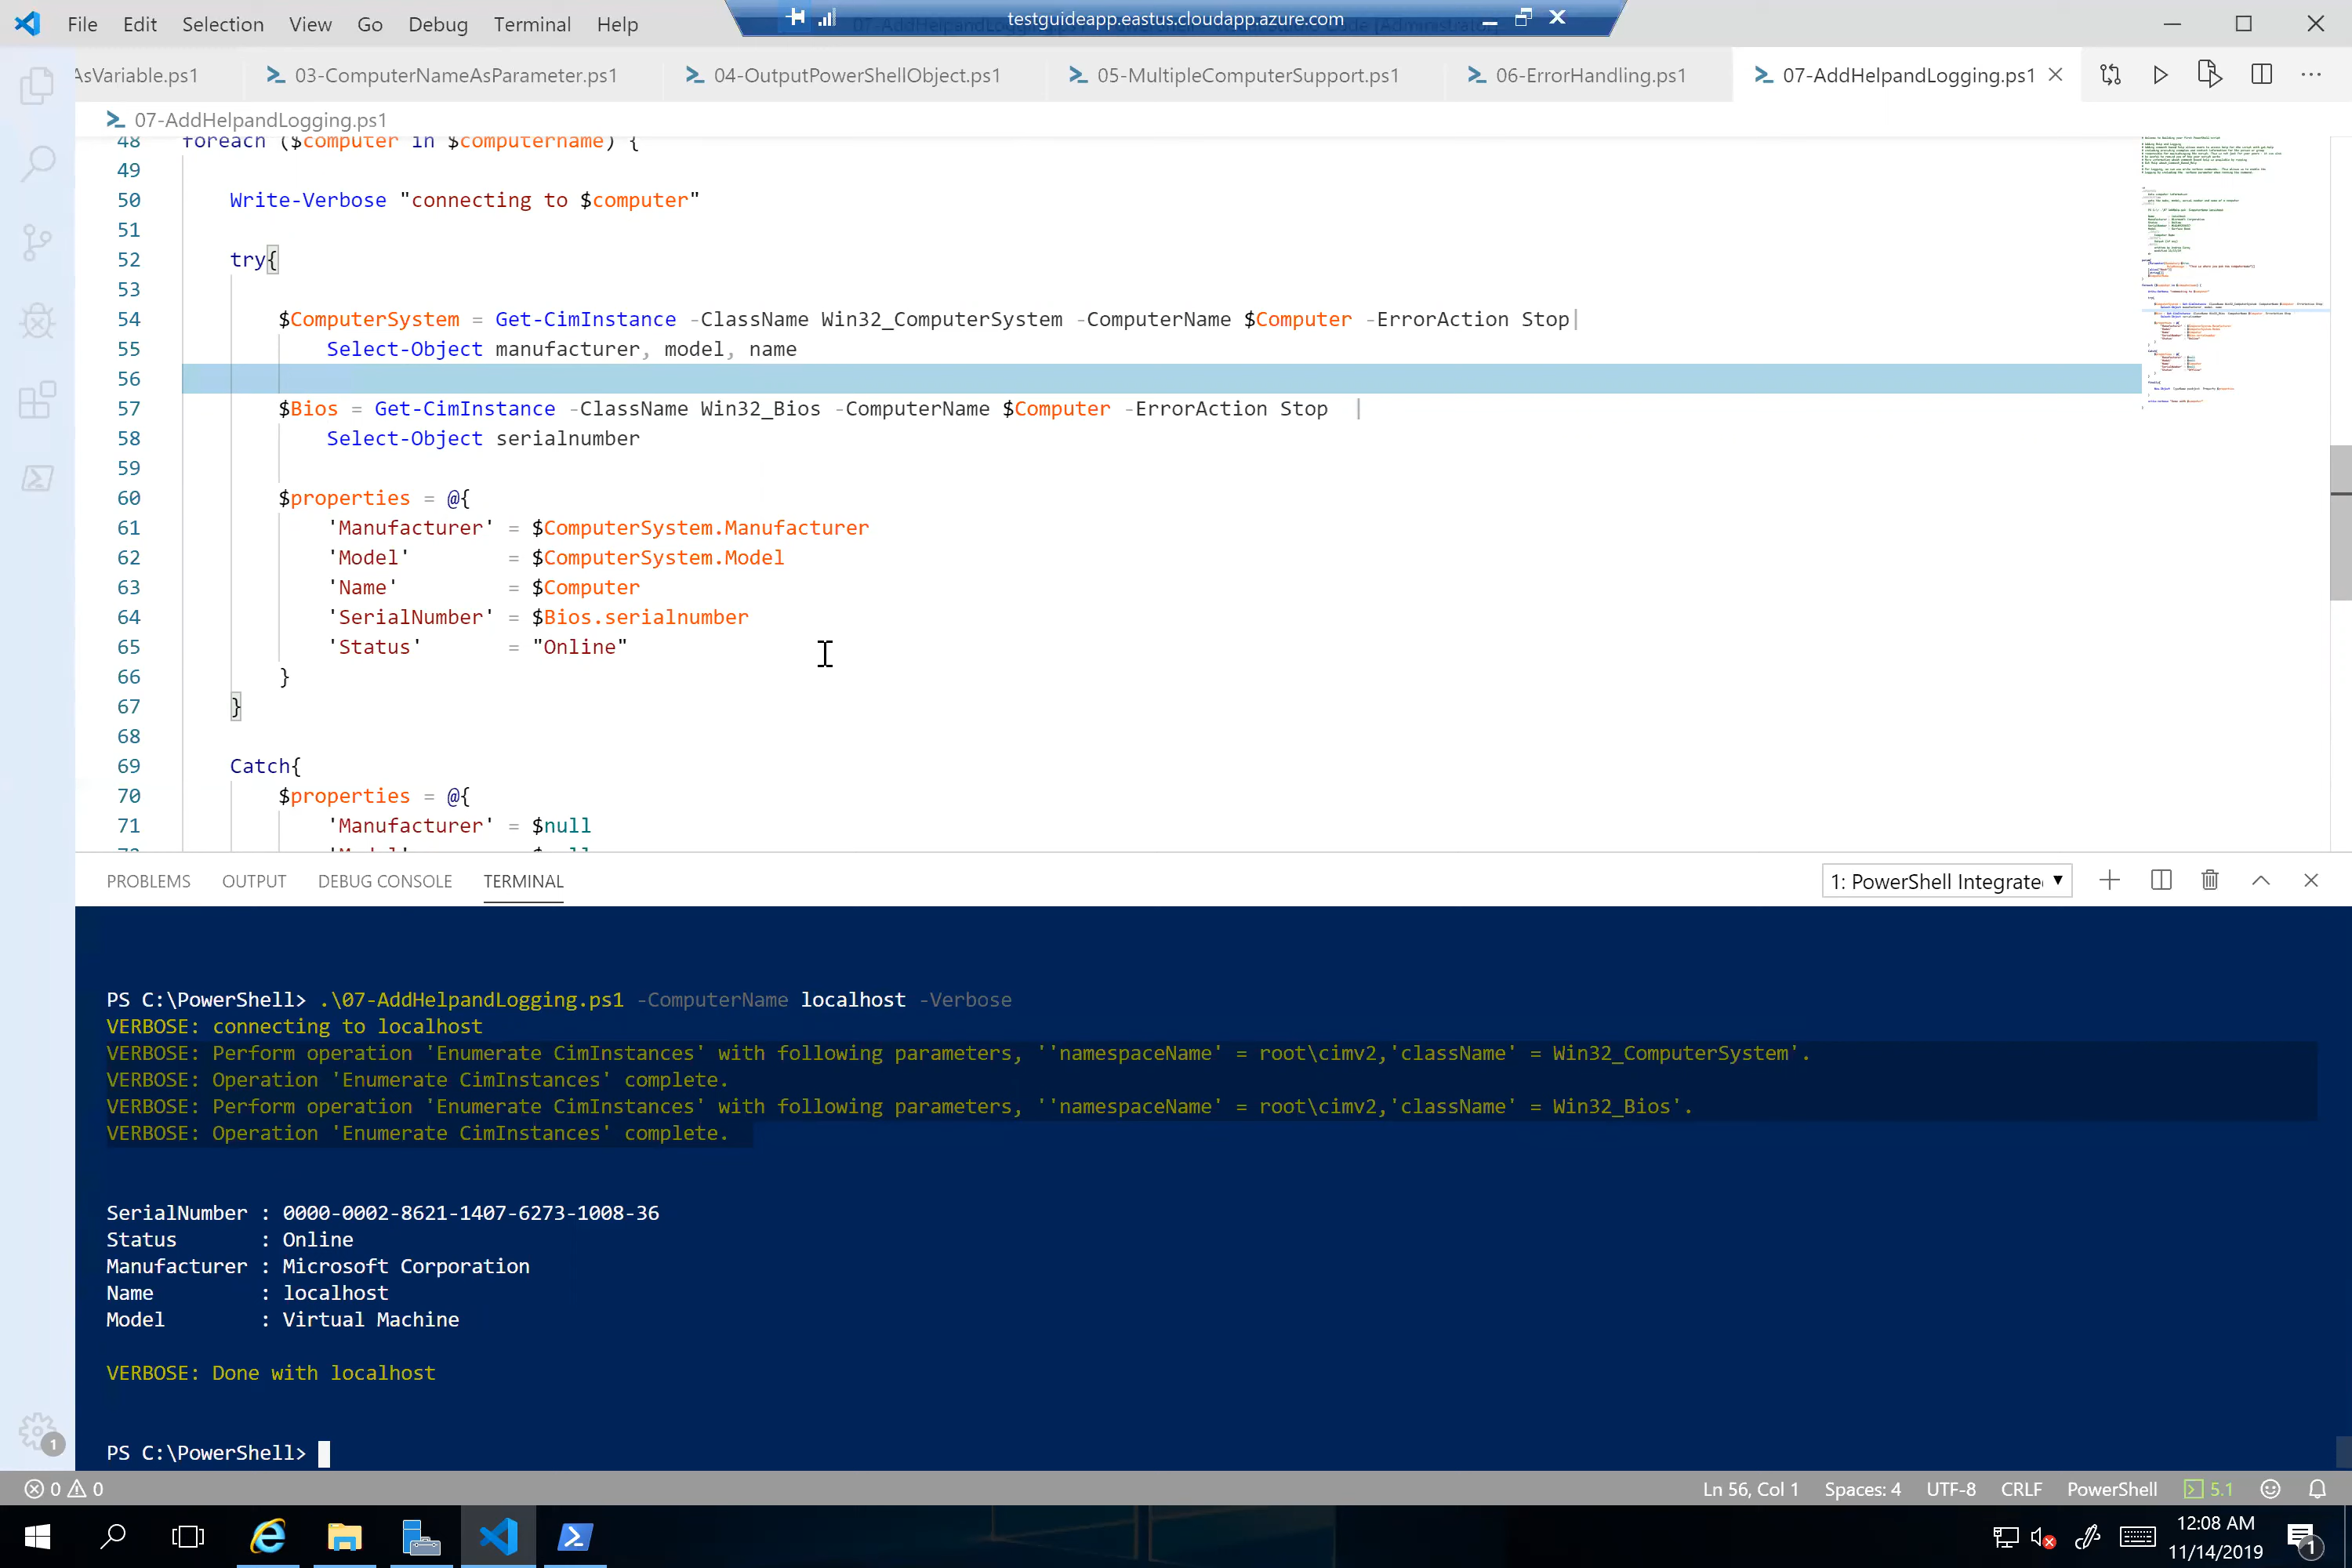 File Edit Selection View Go Debug Terminal Help
testguideapp.eastus.cloudapp.azure.com
AsVariable.ps1 03-ComputerNameAsParameter.ps1 04-OutputPowerShellObject.ps1 05-MultipleComputerSupport.ps1 06-ErrorHandling.ps1 07-AddHelpandLogging.ps1
07-AddHelpandLogging.ps1
48 foreach ($computer in $computername) {
49
50 Write-Verbose "connecting to $computer"
51
52 try{
53
54 $ComputerSystem = Get-CimInstance -ClassName Win32_ComputerSystem -ComputerName $Computer -ErrorAction Stop|
55 Select-Object manufacturer, model, name
56
57 $Bios = Get-CimInstance -ClassName Win32_Bios -ComputerName $Computer -ErrorAction Stop |
58 Select-Object serialnumber
59
60 $properties = @{
61 'Manufacturer' = $ComputerSystem.Manufacturer
62 'Model' = $ComputerSystem.Model
63 'Name' = $Computer
64 'SerialNumber' = $Bios.serialnumber
65 'Status' = "Online"
66 }
67 }
68
69 Catch{
70 $properties = @{
71 'Manufacturer' = $null
PROBLEMS OUTPUT DEBUG CONSOLE TERMINAL
1: PowerShell Integrate
PS C:\PowerShell> .\07-AddHelpandLogging.ps1 -ComputerName localhost -Verbose
VERBOSE: connecting to localhost
VERBOSE: Perform operation 'Enumerate CimInstances' with following parameters, ''namespaceName' = root\cimv2,'className' = Win32_ComputerSystem'.
VERBOSE: Operation 'Enumerate CimInstances' complete.
VERBOSE: Perform operation 'Enumerate CimInstances' with following parameters, ''namespaceName' = root\cimv2,'className' = Win32_Bios'.
VERBOSE: Operation 'Enumerate CimInstances' complete.
SerialNumber : 0000-0002-8621-1407-6273-1008-36
Status : Online
Manufacturer : Microsoft Corporation
Name : localhost
Model : Virtual Machine
VERBOSE: Done with localhost
PS C:\PowerShell>
1
0 0
Ln 56, Col 1 Spaces: 4 UTF-8 CRLF PowerShell 5.1
12:08 AM
11/14/2019
1